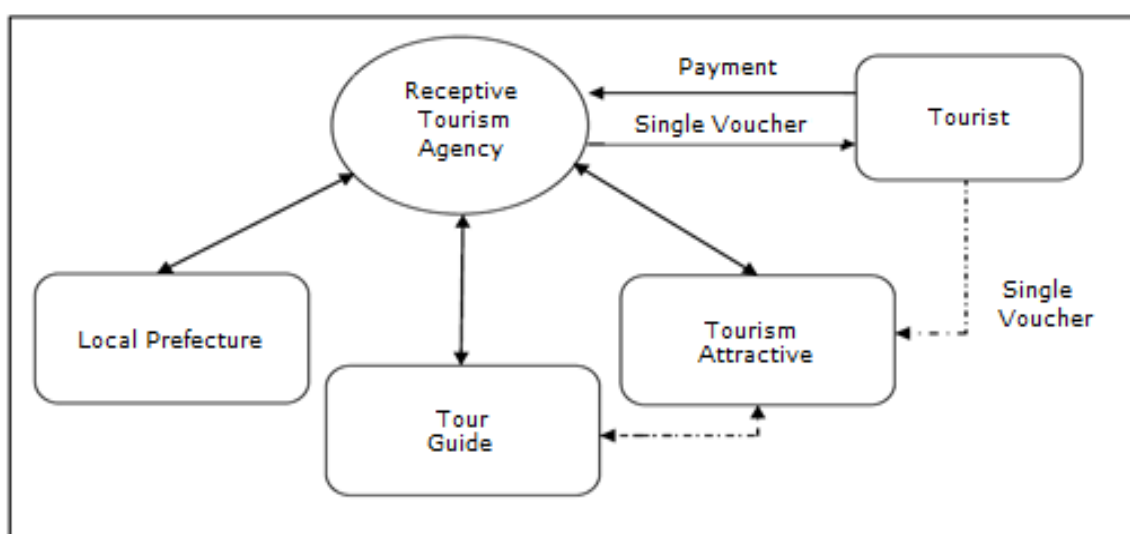 Receptive
Tourism
Agency
Payment
Single Voucher
Tourist
Local Prefecture
Tour
Guide
Tourism
Attractive
Single
Voucher